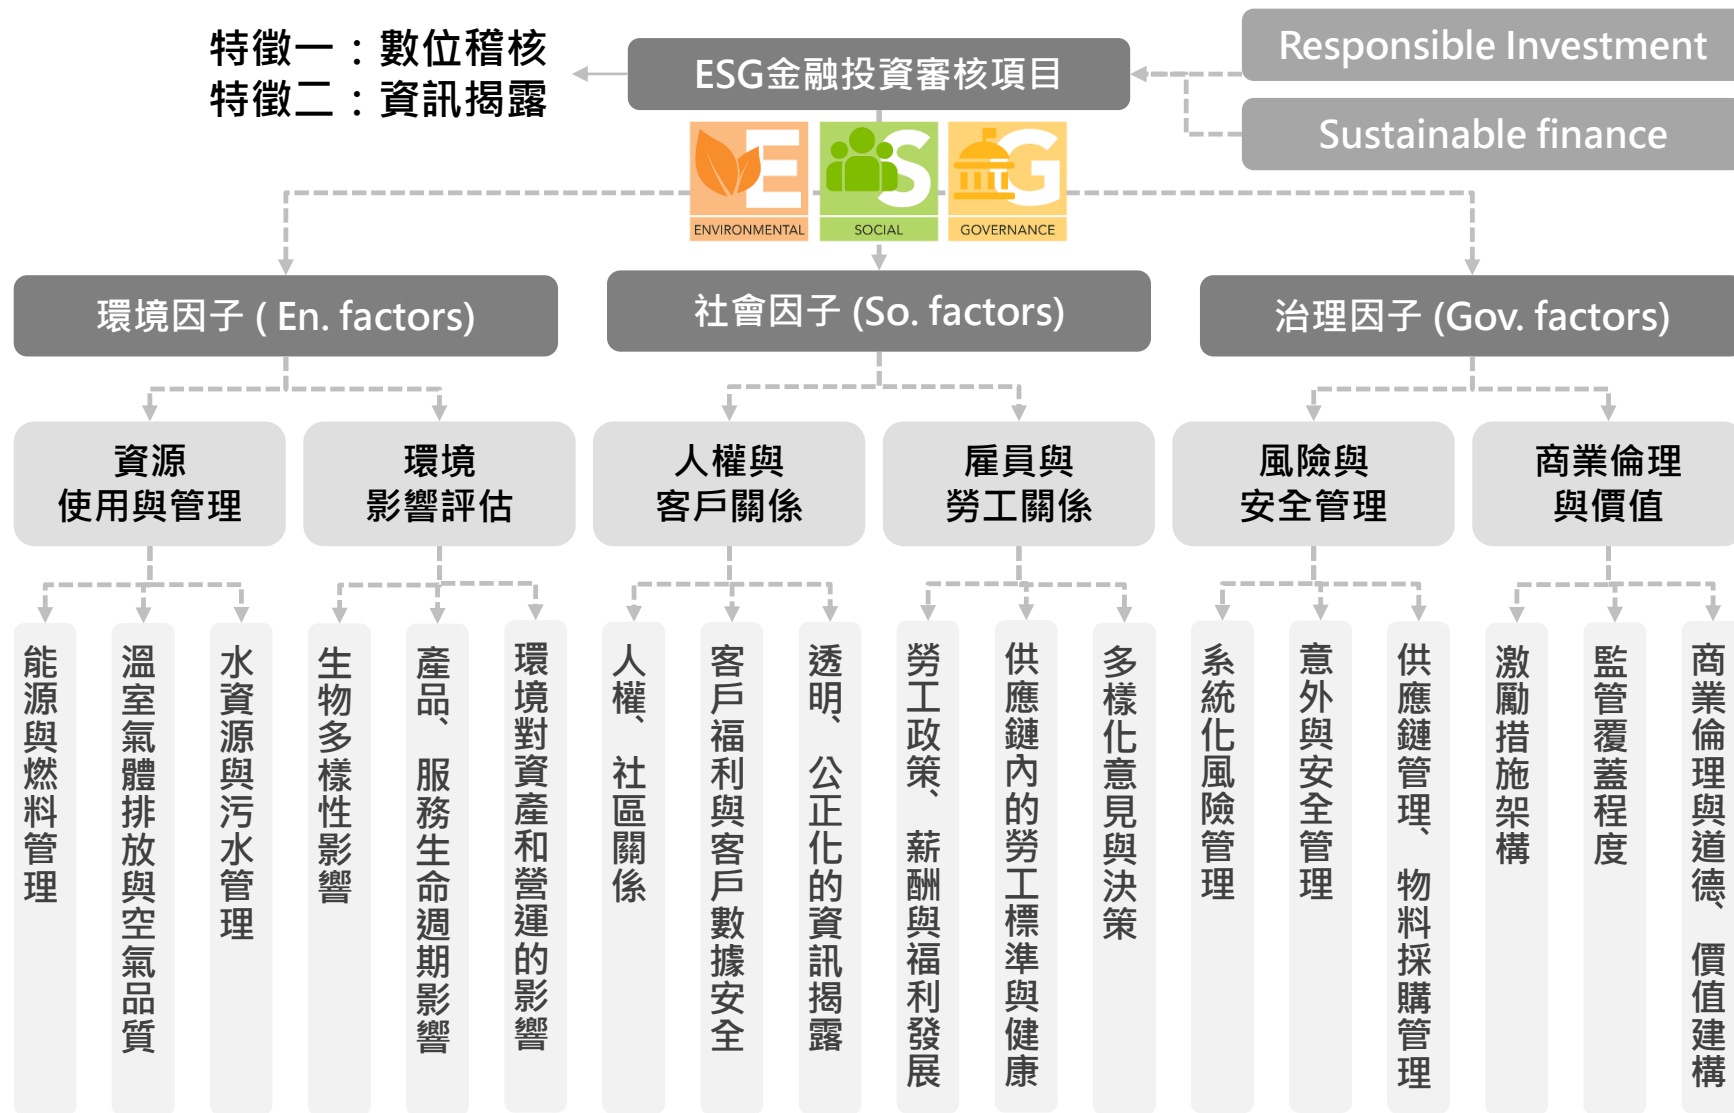 特徵一：數位稽核
特徵二：資訊揭露
ESG金融投資審核項目
Responsible Investment
Sustainable finance
E
S
G
ENVIRONMENTAL
SOCIAL
GOVERNANCE
環境因子 ( En. factors)
社會因子 (So. factors)
治理因子 (Gov. factors)
資源
使用與管理
環境
影響評估
人權與
客戶關係
雇員與
勞工關係
風險與
安全管理
商業倫理
與價值
能源與燃料管理
溫室氣體排放與空氣品質
水資源與污水管理
生物多樣性影響
產品、服務生命週期影響
環境對資產和營運的影響
人權、社區關係
客戶福利與客戶數據安全
透明、公正化的資訊揭露
勞工政策、薪酬與福利發展
供應鏈內的勞工標準與健康
多樣化意見與決策
系統化風險管理
意外與安全管理
供應鏈管理、物料採購管理
激勵措施架構
監管覆蓋程度
商業倫理與道德、價值建構